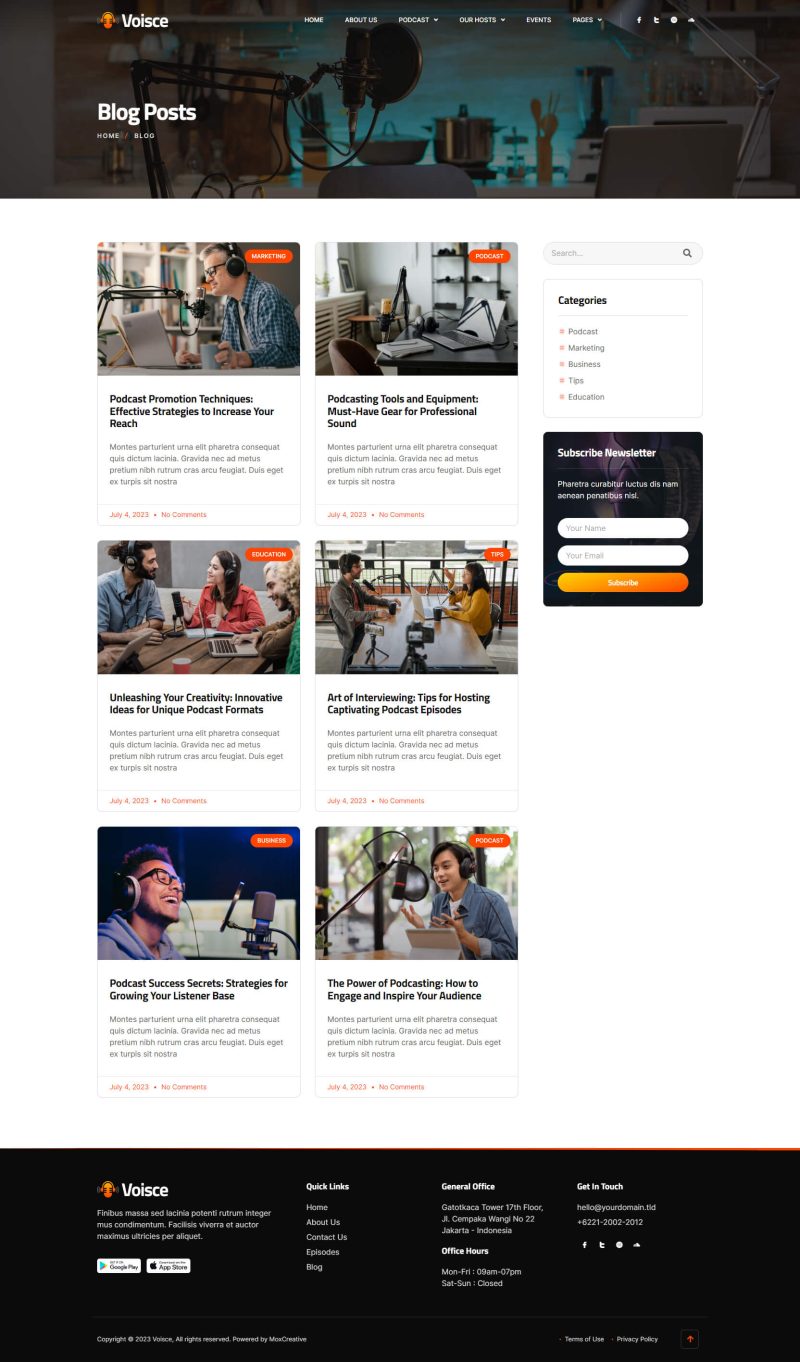 Voisce
HOME
ABOUT US
PODCAST
OUR HOSTS
EVENTS
PAGES
Blog Posts
HOME / BLOG
MARKETING
Podcast Promotion Techniques:
Effective Strategies to Increase Your
Reach
Montes parturient urna elit pharetra consequat
quis dictum lacinia. Gravida nec ad metus
pretium nibh rutrum cras arcu feugiat. Duis eget
ex turpis sit nostra
July 4, 2023 • No Comments
PODCAST
Podcasting Tools and Equipment:
Must-Have Gear for Professional
Sound
Montes parturient urna elit pharetra consequat
quis dictum lacinia. Gravida nec ad metus
pretium nibh rutrum cras arcu feugiat. Duis eget
ex turpis sit nostra
July 4, 2023 • No Comments
EDUCATION
Unleashing Your Creativity: Innovative
Ideas for Unique Podcast Formats
Montes parturient urna elit pharetra consequat
quis dictum lacinia. Gravida nec ad metus
pretium nibh rutrum cras arcu feugiat. Duis eget
ex turpis sit nostra
July 4, 2023 • No Comments
TIPS
Art of Interviewing: Tips for Hosting
Captivating Podcast Episodes
Montes parturient urna elit pharetra consequat
quis dictum lacinia. Gravida nec ad metus
pretium nibh rutrum cras arcu feugiat. Duis eget
ex turpis sit nostra
July 4, 2023 • No Comments
BUSINESS
Podcast Success Secrets: Strategies for
Growing Your Listener Base
Montes parturient urna elit pharetra consequat
quis dictum lacinia. Gravida nec ad metus
pretium nibh rutrum cras arcu feugiat. Duis eget
ex turpis sit nostra
July 4, 2023 • No Comments
PODCAST
The Power of Podcasting: How to
Engage and Inspire Your Audience
Montes parturient urna elit pharetra consequat
quis dictum lacinia. Gravida nec ad metus
pretium nibh rutrum cras arcu feugiat. Duis eget
ex turpis sit nostra
July 4, 2023 • No Comments
Search...
Categories
Podcast
Marketing
Business
Tips
Education
Subscribe Newsletter
Pharetra curabitur luctus dis nam
aenean penatibus nisl.
Your Name
Your Email
Subscribe
Voisce
Finibus massa sed lacinia potenti rutrum integer
mus condimentum. Facilisis viverra et auctor
maximus ultricies per aliquet.
GET IT ON
Google Play
Download on the
App Store
Quick Links
Home
About Us
Contact Us
Episodes
Blog
General Office
Gatotkaca Tower 17th Floor,
Jl. Cempaka Wangi No 22
Jakarta - Indonesia
Office Hours
Mon-Fri : 09am-07pm
Sat-Sun : Closed
Get In Touch
hello@yourdomain.tld
+6221-2002-2012
Copyright © 2023 Voisce, All rights reserved. Powered by MoxCreative
• Terms of Use • Privacy Policy